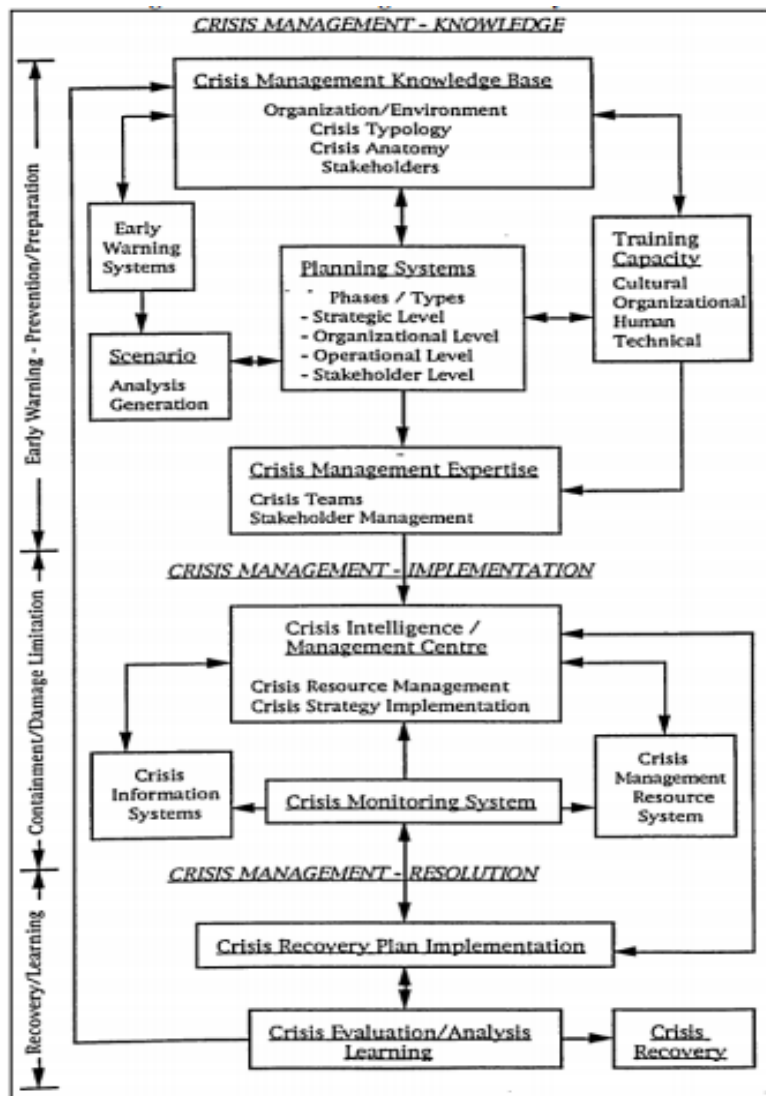 CRISIS MANAGEMENT - KNOWLEDGE
Crisis Management Knowledge Base
Organization/Environment
Crisis Typology
Crisis Anatomy
Stakeholders
Early
Warning
Systems
Planning Systems
Phases / Types
- Strategic Level
- Organizational Level
- Operational Level
- Stakeholder Level
Training
Capacity
Cultural
Organizational
Human
Technical
Scenario
Analysis
Generation
Crisis Management Expertise
Crisis Teams
Stakeholder Management
Early Warning - Prevention/Preparation
CRISIS MANAGEMENT - IMPLEMENTATION
Crisis Intelligence /
Management Centre
Crisis Resource Management
Crisis Strategy Implementation
Crisis
Information
Systems
Crisis Monitoring System
Crisis
Management
Resource
System
Containment/Damage Limitation
CRISIS MANAGEMENT - RESOLUTION
Crisis Recovery Plan Implementation
Crisis Evaluation/Analysis
Learning
Crisis
Recovery
Recovery/Learning